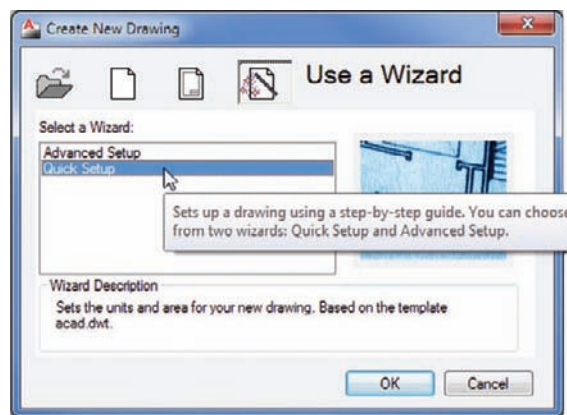 Create New Drawing
Use a Wizard
Select a Wizard:
Advanced Setup
Quick Setup
Sets up a drawing using a step-by-step guide. You can choose
from two wizards: Quick Setup and Advanced Setup.
Wizard Description
Sets the units and area for your new drawing. Based on the template
acad.dwt.
OK
Cancel